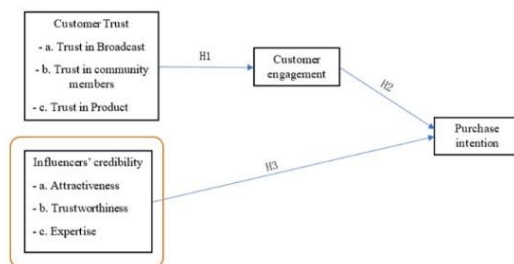 Customer Trust
- a. Trust in Broadcast
- b. Trust in community
members
- c. Trust in Product
H1
Customer
engagement
H2
Purchase
intention
Influencers' credibility
- a. Attractiveness
- b. Trustworthiness
- c. Expertise
H3